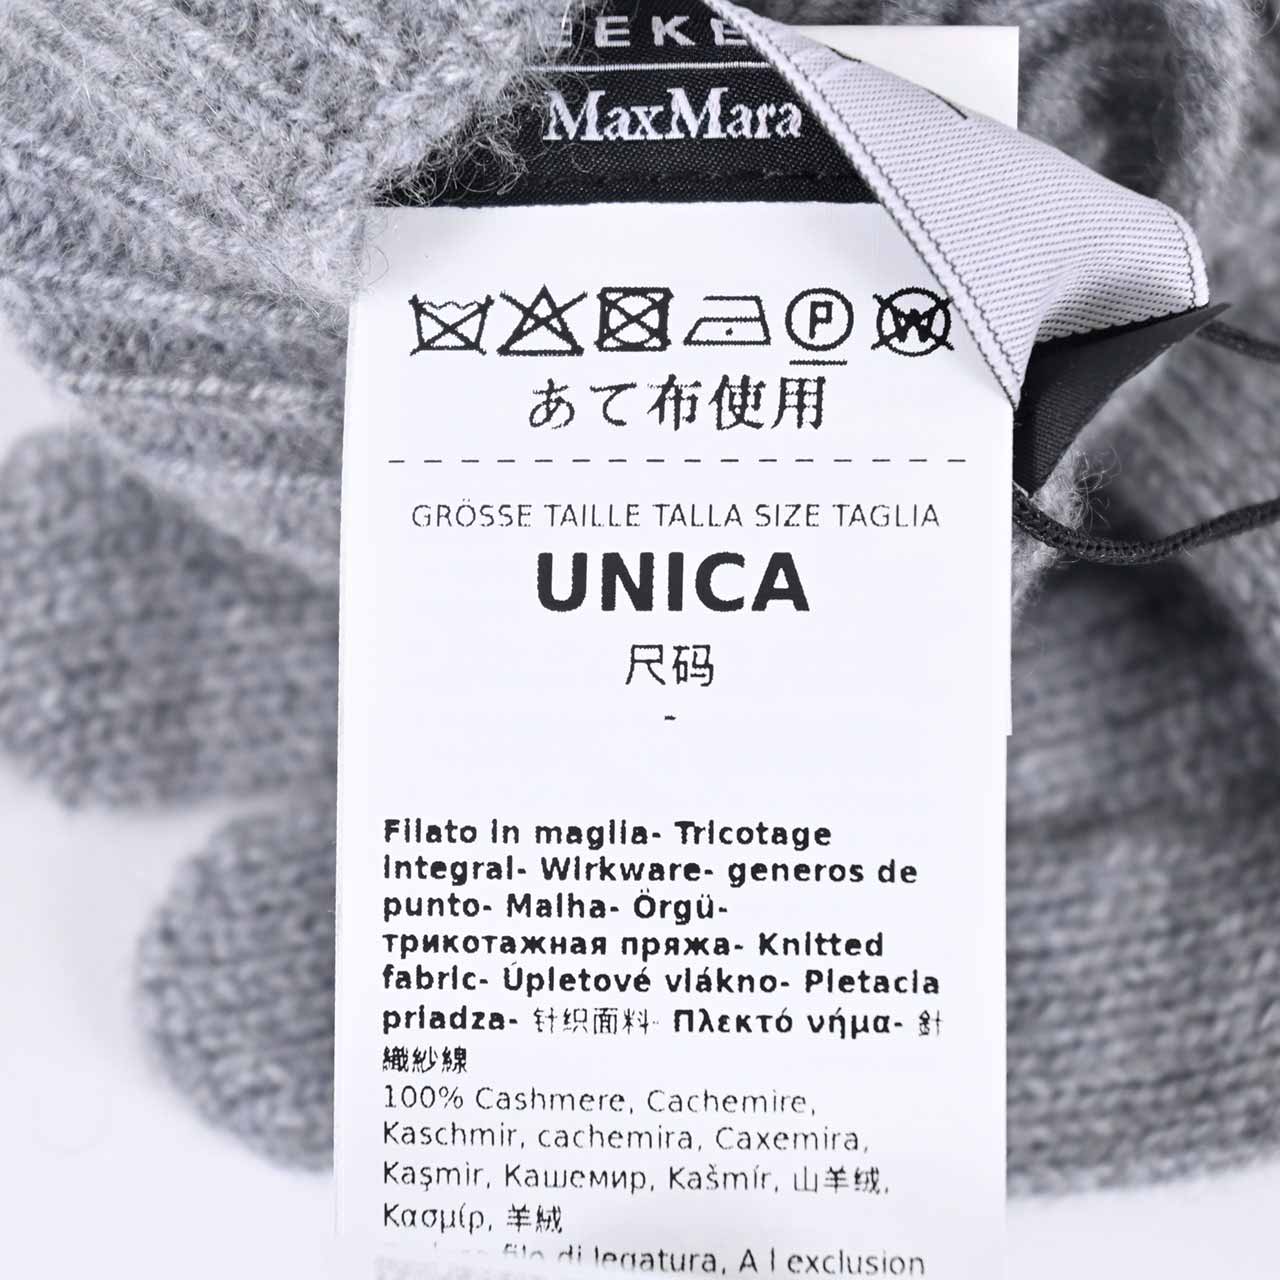 MaxMara
P
W
あて布使用
GRÖSSE TAILLE TALLA SIZE TAGLIA
UNICA
尺码
-
Filato in maglia- Tricotage
integral- Wirkware- generos de
punto- Malha- Örgü-
трикотажная пряжа- Knitted
fabric- Úpletové vlákno- Pletacia
priadza- 针织面料- Πλεκτό νήμα- 針
織紗線
100% Cashmere, Cachemire,
Kaschmir, cachemira, Caxemira,
Kaşmir, Кашемир, Kašmír, 山羊绒,
Κασμίρ, 羊絨
filo di legatura, A l exclusion